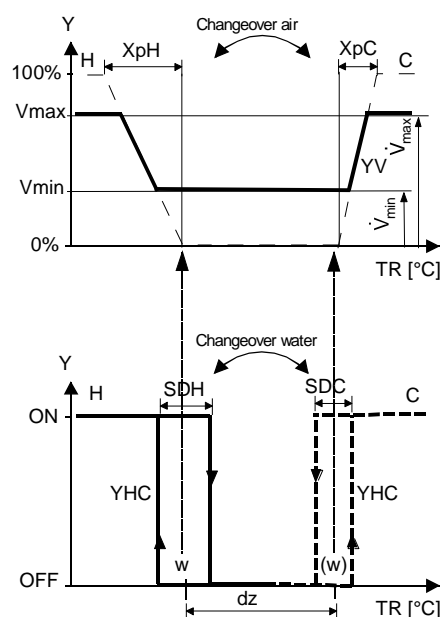 Y
XpH
Changeover air
XpC
H
C
100%
Vmax
YV
V̇max
Vmin
V̇min
0%
TR [°C]
Changeover water
Y
H
SDH
SDC
C
ON
YHC
YHC
w
(w)
OFF
dz
TR [°C]